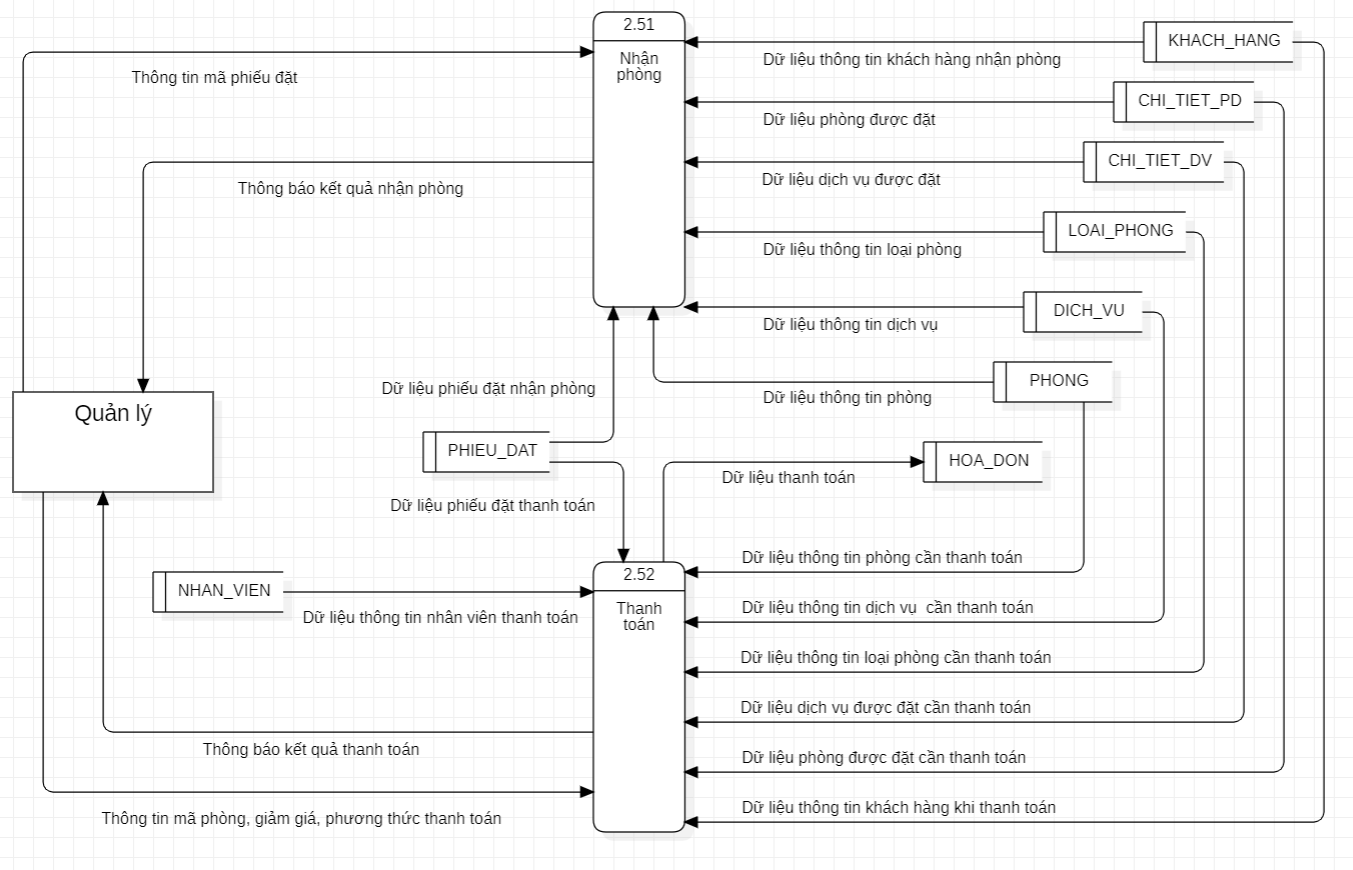 2.51
Nhận
phòng
KHACH_HANG
Thông tin mã phiếu đặt
Dữ liệu thông tin khách hàng nhận phòng
CHI_TIET_PD
Dữ liệu phòng được đặt
CHI_TIET_DV
Dữ liệu dịch vụ được đặt
Thông báo kết quả nhận phòng
LOAI_PHONG
Dữ liệu thông tin loại phòng
DICH_VU
Dữ liệu thông tin dịch vụ
PHONG
Dữ liệu phiếu đặt nhận phòng
Dữ liệu thông tin phòng
Quản lý
PHIEU_DAT
HOA_DON
Dữ liệu thanh toán
Dữ liệu phiếu đặt thanh toán
Dữ liệu thông tin phòng cần thanh toán
2.52
Thanh
toán
NHAN_VIEN
Dữ liệu thông tin nhân viên thanh toán
Dữ liệu thông tin dịch vụ  cần thanh toán
Dữ liệu thông tin loại phòng cần thanh toán
Dữ liệu dịch vụ được đặt cần thanh toán
Thông báo kết quả thanh toán
Dữ liệu phòng được đặt cần thanh toán
Dữ liệu thông tin khách hàng khi thanh toán
Thông tin mã phòng, giảm giá, phương thức thanh toán